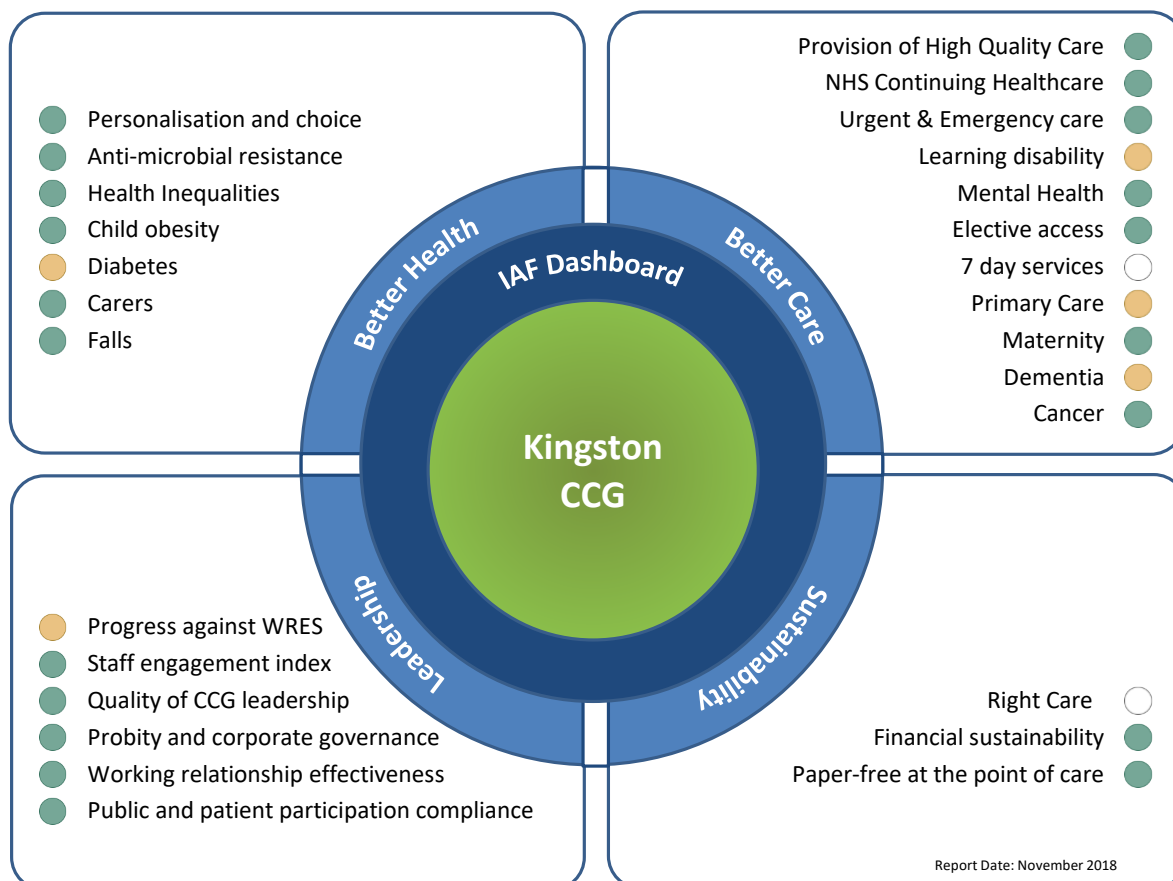 Personalisation and choice
Anti-microbial resistance
Health Inequalities
Child obesity
Diabetes
Carers
Falls
Provision of High Quality Care
NHS Continuing Healthcare
Urgent & Emergency care
Learning disability
Mental Health
Elective access
7 day services
Primary Care
Maternity
Dementia
Cancer
Better Health
IAF Dashboard
Better Care
Kingston
CCG
Leadership
Sustainability
Progress against WRES
Staff engagement index
Quality of CCG leadership
Probity and corporate governance
Working relationship effectiveness
Public and patient participation compliance
Right Care
Financial sustainability
Paper-free at the point of care
Report Date: November 2018